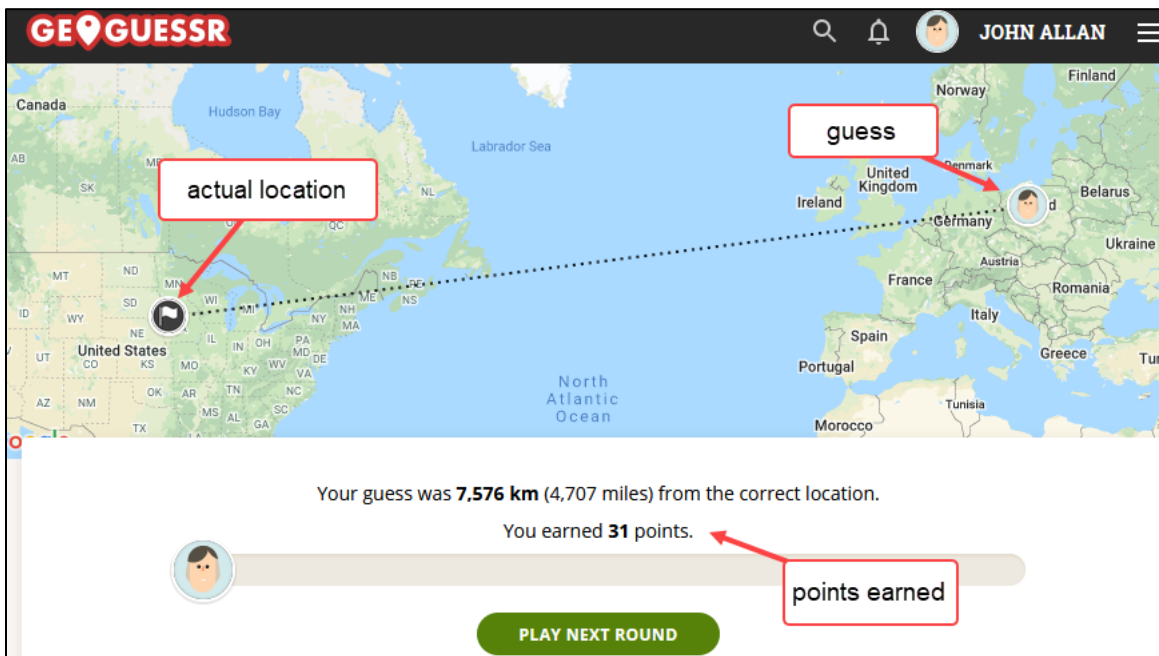 GEOGUESSR
JOHN ALLAN
Finland
Norway
Canada
Hudson Bay
guess
Labrador Sea
AB
actual location
Denmark
United
Kingdom
SK
NL
Ireland
Belarus
QC
Germany
Ukraine
MT
ND
MN
NB
PE
Austria
France
Romania
ID
WY
SD
WI
MI
NY
NH
ME
NS
MA
Italy
NE
IL
IN
OH
PA
MD
DE
Spain
United States
UT
CO
KS
MO
KY
WV
VA
Portugal
Greece
Tur
North
Atlantic
Ocean
AZ
NM
OK
AR
TN
NC
MS
AL
GA
SC
TX
Tunisia
Morocco
Your guess was 7,576 km (4,707 miles) from the correct location.
You earned 31 points.
points earned
PLAY NEXT ROUND